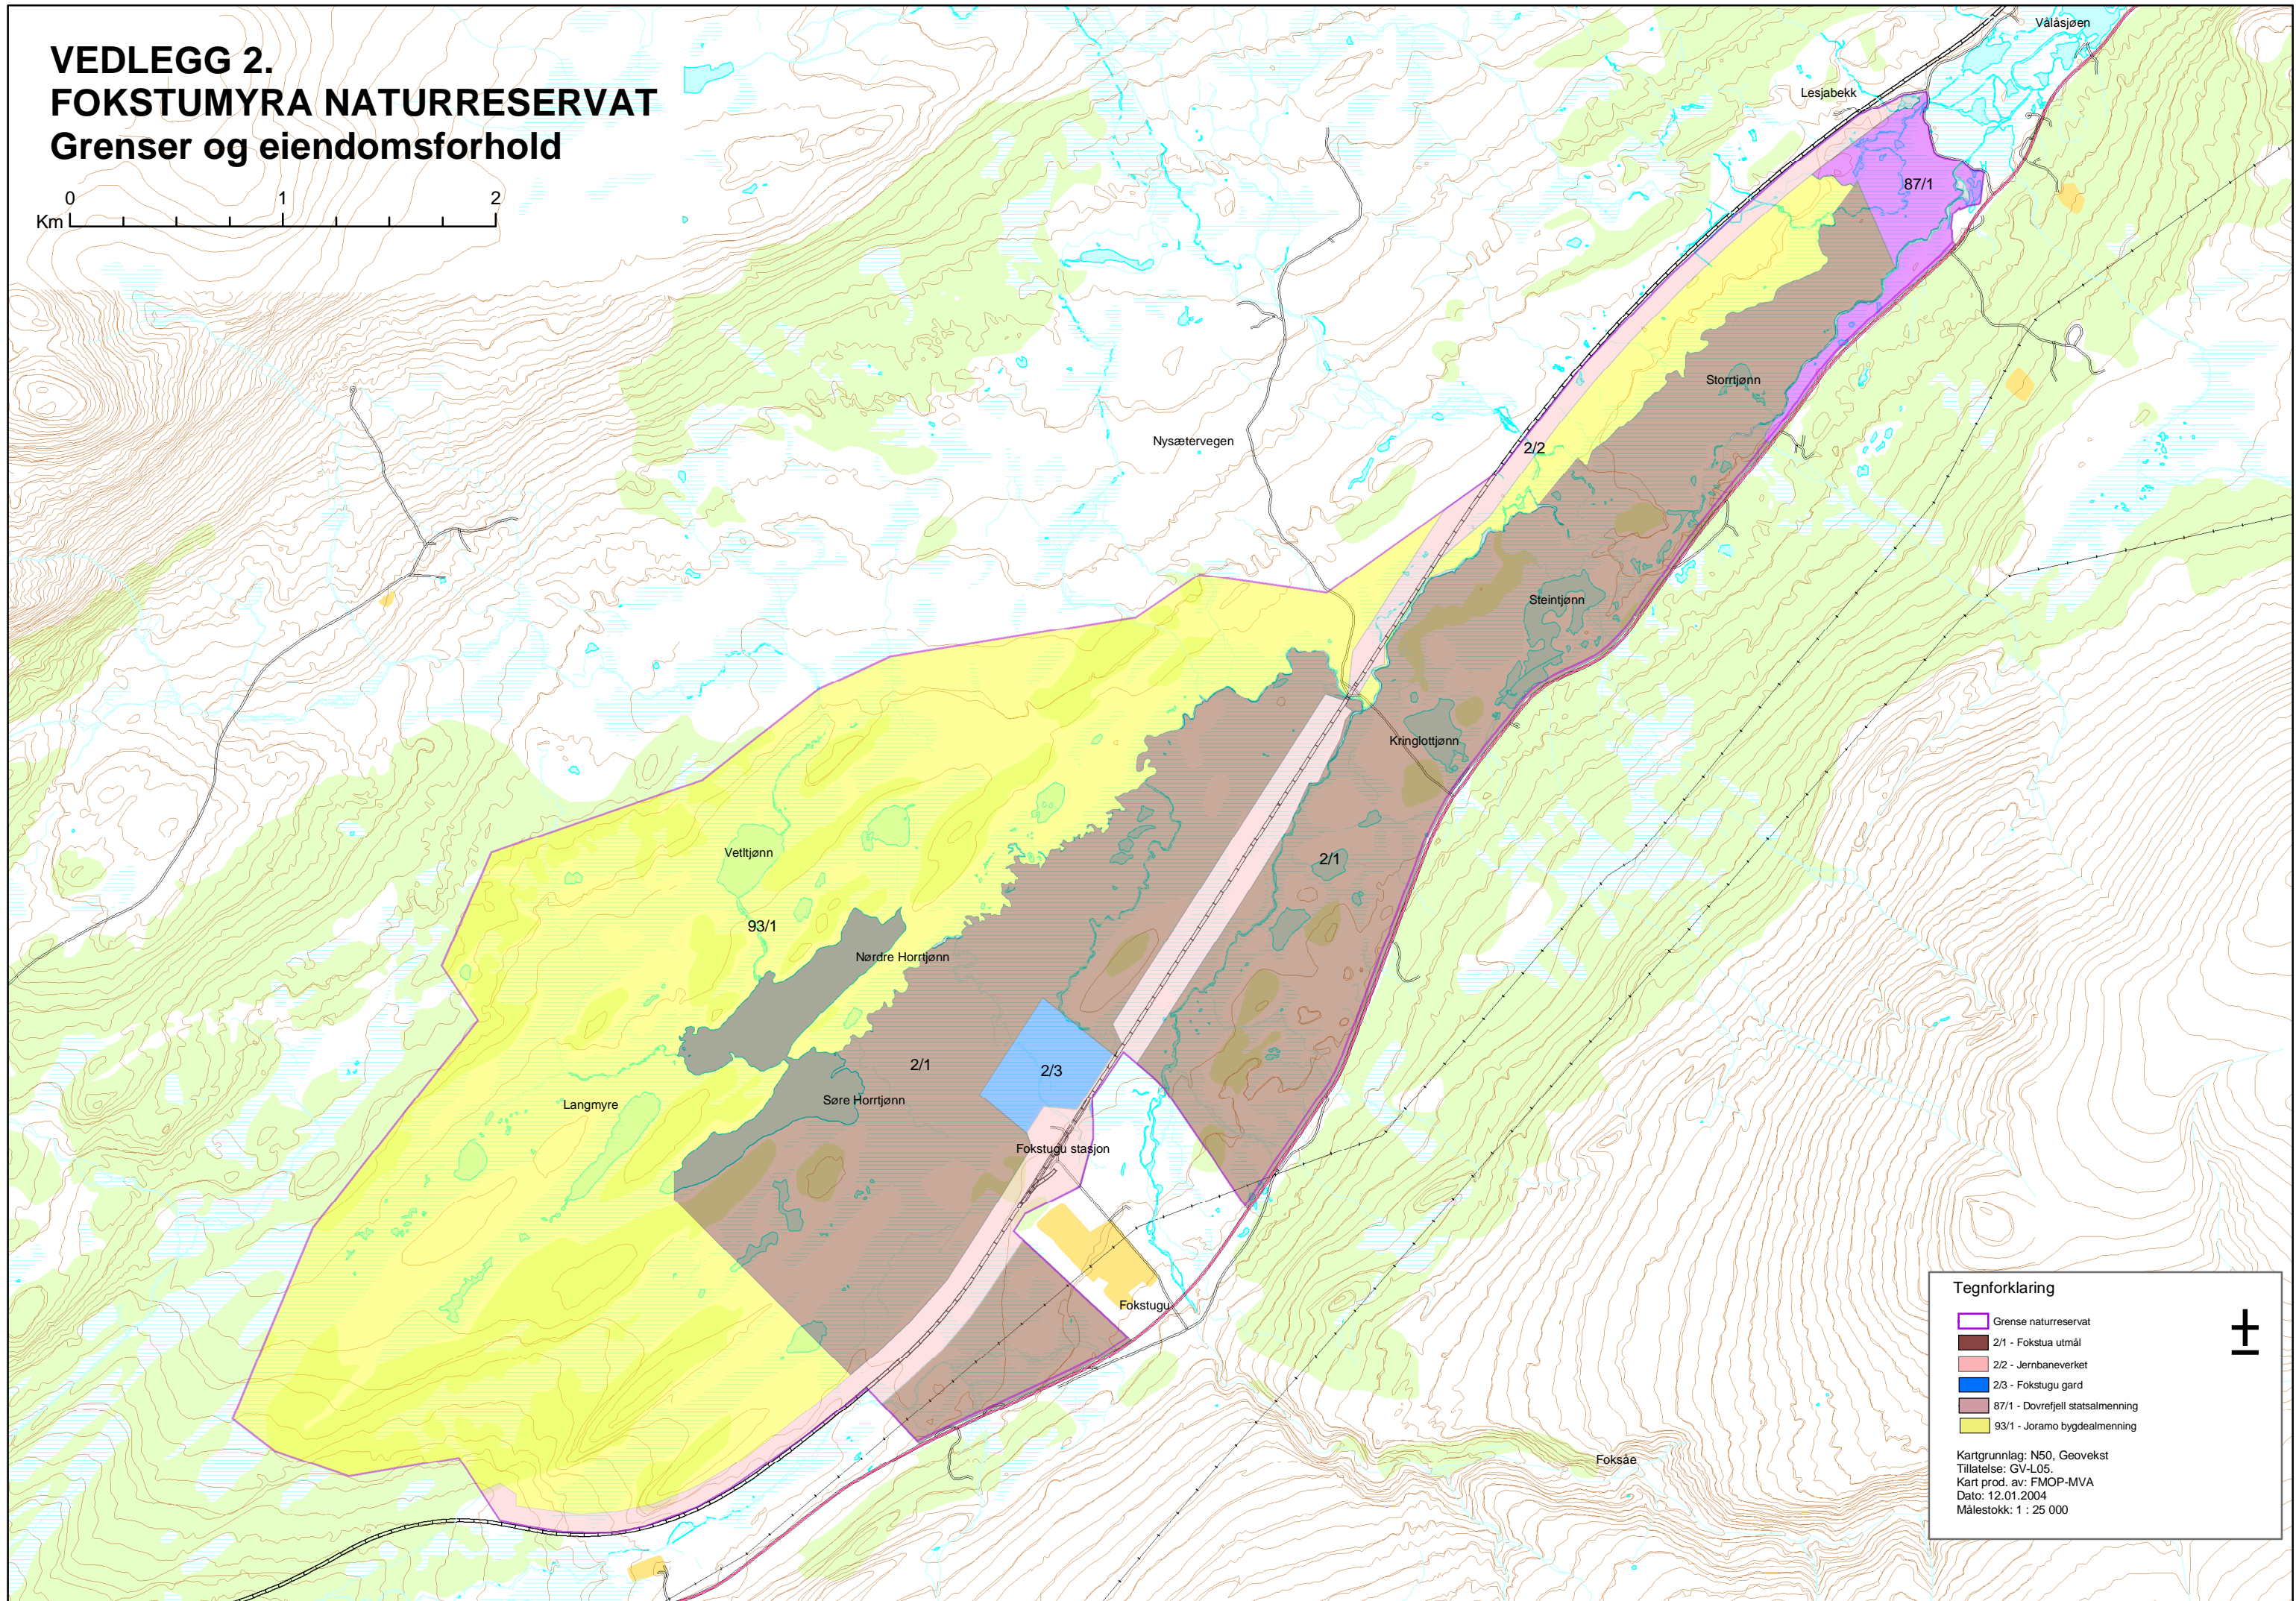 VEDLEGG 2.
FOKSTUMYRA NATURRESERVAT
Grenser og eiendomsforhold
0 1 2
Km
Vålåsjøen
Lesjabekk
87/1
Storrtjønn
Nysætervegen
2/2
Steintjønn
Kringlottjønn
Vetltjønn
2/1
93/1
Nørdre Horrtjønn
2/1
2/3
Langmyre
Søre Horrtjønn
Fokstugu stasjon
Fokstugu
Foksåe
Tegnforklaring
Grense naturreservat
2/1 - Fokstua utmål
2/2 - Jernbaneverket
2/3 - Fokstugu gard
87/1 - Dovrefjell statsalmenning
93/1 - Joramo bygdealmenning
Kartgrunnlag: N50, Geovekst
Tillatelse: GV-L05.
Kart prod. av: FMOP-MVA
Dato: 12.01.2004
Målestokk: 1 : 25 000